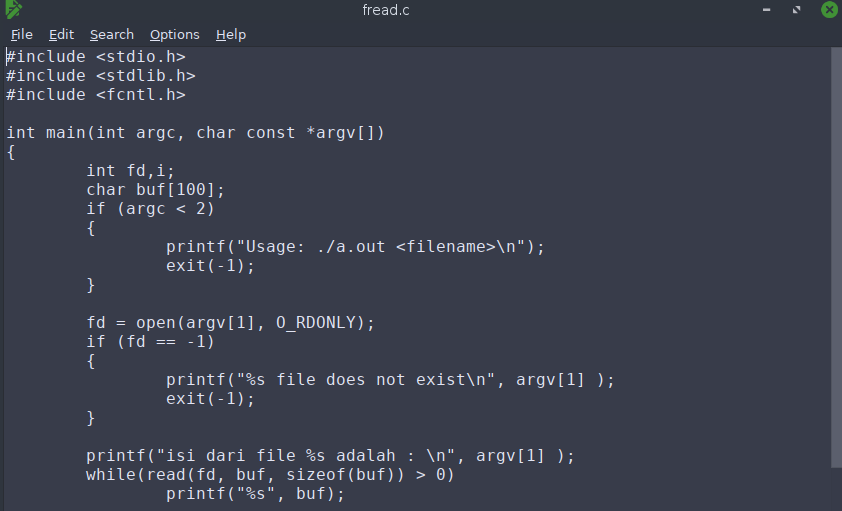 fread.c
File Edit Search Options Help
#include <stdio.h>
#include <stdlib.h>
#include <fcntl.h>

int main(int argc, char const *argv[])
{
        int fd,i;
        char buf[100];
        if (argc < 2)
        {
                printf("Usage: ./a.out <filename>\n");
                exit(-1);
        }

        fd = open(argv[1], O_RDONLY);
        if (fd == -1)
        {
                printf("%s file does not exist\n", argv[1] );
                exit(-1);
        }

        printf("isi dari file %s adalah : \n", argv[1] );
        while(read(fd, buf, sizeof(buf)) > 0)
                printf("%s", buf);